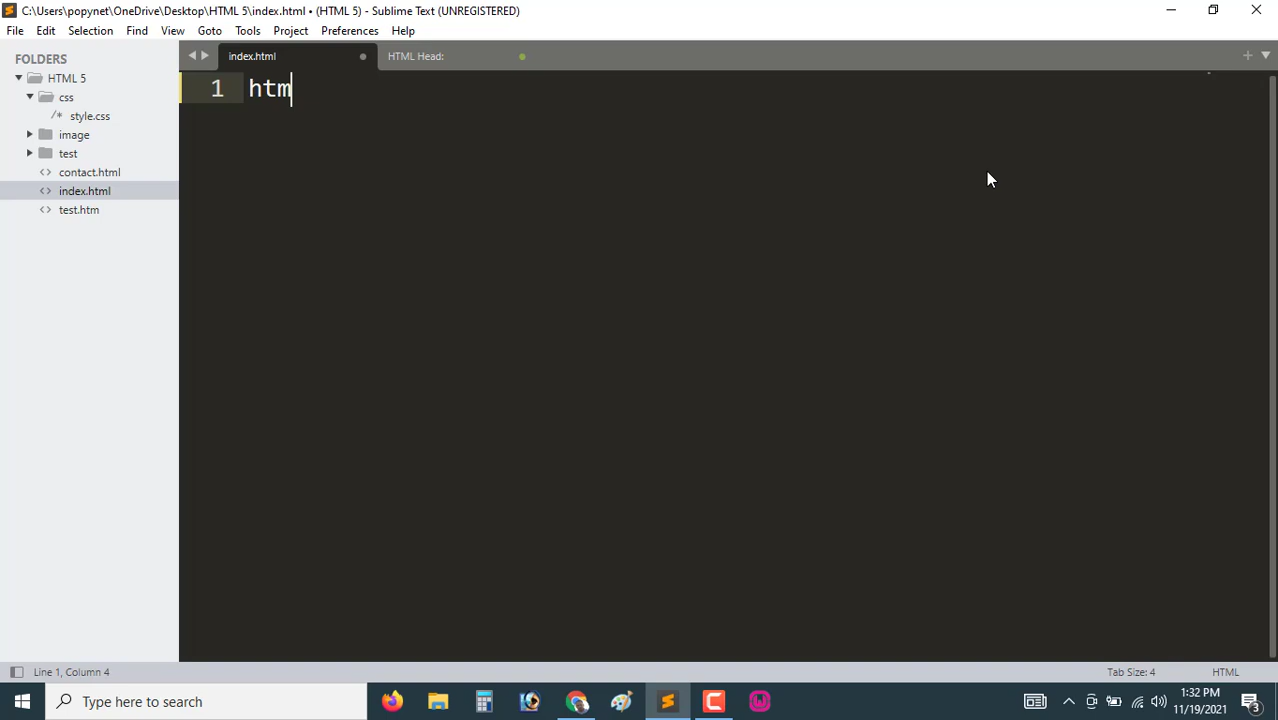 C:\Users\popynet\OneDrive\Desktop\HTML 5\index.html • (HTML 5) - Sublime Text (UNREGISTERED)
File Edit Selection Find View Goto Tools Project Preferences Help
FOLDERS
HTML 5
css
/* style.css
image
test
<> contact.html
<> index.html
<> test.htm
index.html
HTML Head:
1 htm
Line 1, Column 4
Tab Size: 4
HTML
Type here to search
1:32 PM
11/19/2021
3